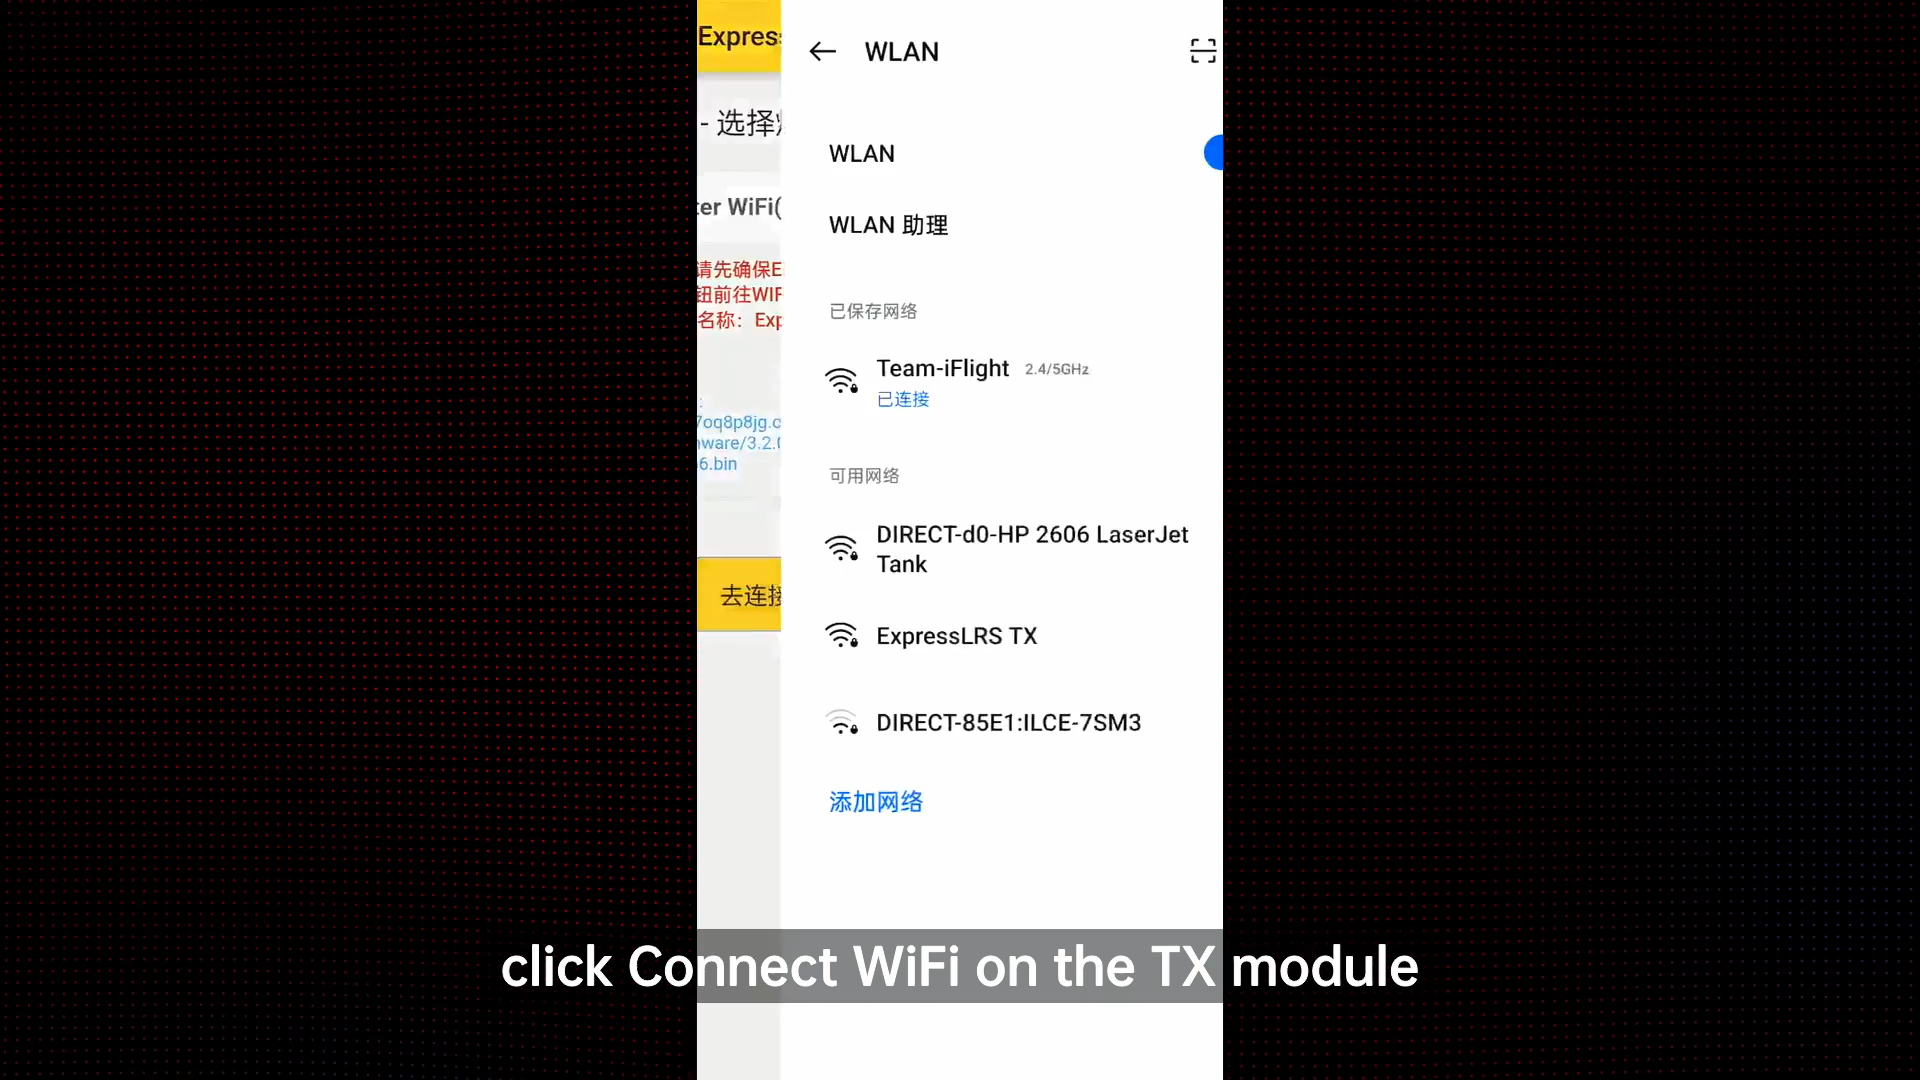 Express
WLAN
- 选择
WLAN
er WiFi(
WLAN 助理
请先确保E
钮前往WIF
名称：Exp
已保存网络
Team-iFlight 2.4/5GHz
已连接
:
7oq8p8jg.c
ware/3.2.0
6.bin
可用网络
DIRECT-d0-HP 2606 LaserJet
Tank
去连接
ExpressLRS TX
DIRECT-85E1:ILCE-7SM3
添加网络
click Connect WiFi on the TX module